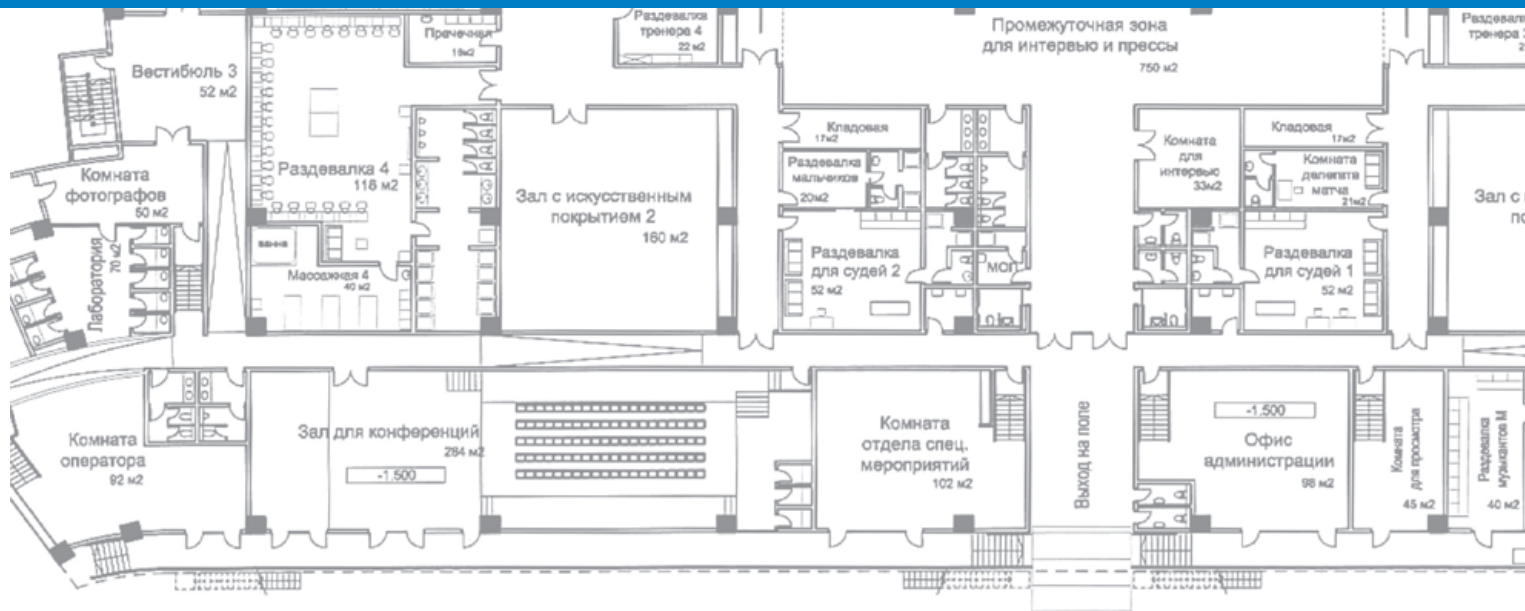 Раздевалка
тренера 4
22 м2
Прачечная
Промежуточная зона
для интервью и прессы
750 м2
Раздевалка
тренера
Вестибюль 3
52 м2
Кладовая
17м2
Кладовая
17м2
Комната
для
интервью
33м2
Комната
делегата
матча
21м2
Раздевалка
мальчиков
20м2
Комната
фотографов
50 м2
Раздевалка 4
118 м2
Зал с искусственным
покрытием 2
160 м2
Зал с
ванна
Лаборатория
70 м2
Массажная 4
40 м2
Раздевалка
для судей 2
52 м2
МОП
Раздевалка
для судей 1
52 м2
Комната
оператора
92 м2
Зал для конференций
284 м2
-1.500
Комната
отдела спец.
мероприятий
102 м2
Выход на поле
-1.500
Офис
администрации
98 м2
Комната
для просмотра
45 м2
Раздевалка
музыкантов М
40 м2